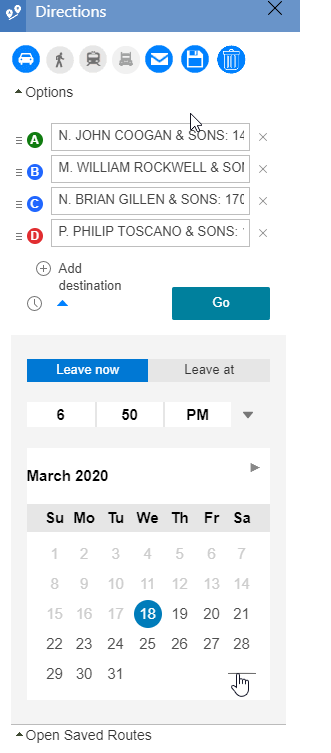 Directions
Options
A N. JOHN COOGAN & SONS: 14
B M. WILLIAM ROCKWELL & SON
C N. BRIAN GILLEN & SONS: 170
D P. PHILIP TOSCANO & SONS:
Add
destination
Go
Leave now Leave at
6 50 PM
March 2020
Su Mo Tu We Th Fr Sa
1 2 3 4 5 6 7
8 9 10 11 12 13 14
15 16 17 18 19 20 21
22 23 24 25 26 27 28
29 30 31
Open Saved Routes